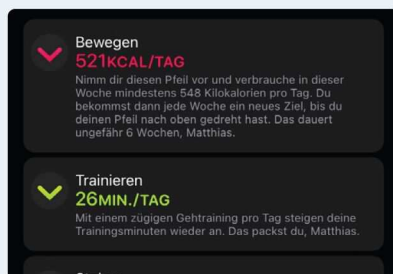 Bewegen
521KCAL/TAG
Nimm dir diesen Pfeil vor und verbrauche in dieser
Woche mindestens 548 Kilokalorien pro Tag. Du
bekommst dann jede Woche ein neues Ziel, bis du
deinen Pfeil nach oben gedreht hast. Das dauert
ungefähr 6 Wochen, Matthias.
Trainieren
26MIN./TAG
Mit einem zügigen Gehtraining pro Tag steigen deine
Trainingsminuten wieder an. Das packst du, Matthias.